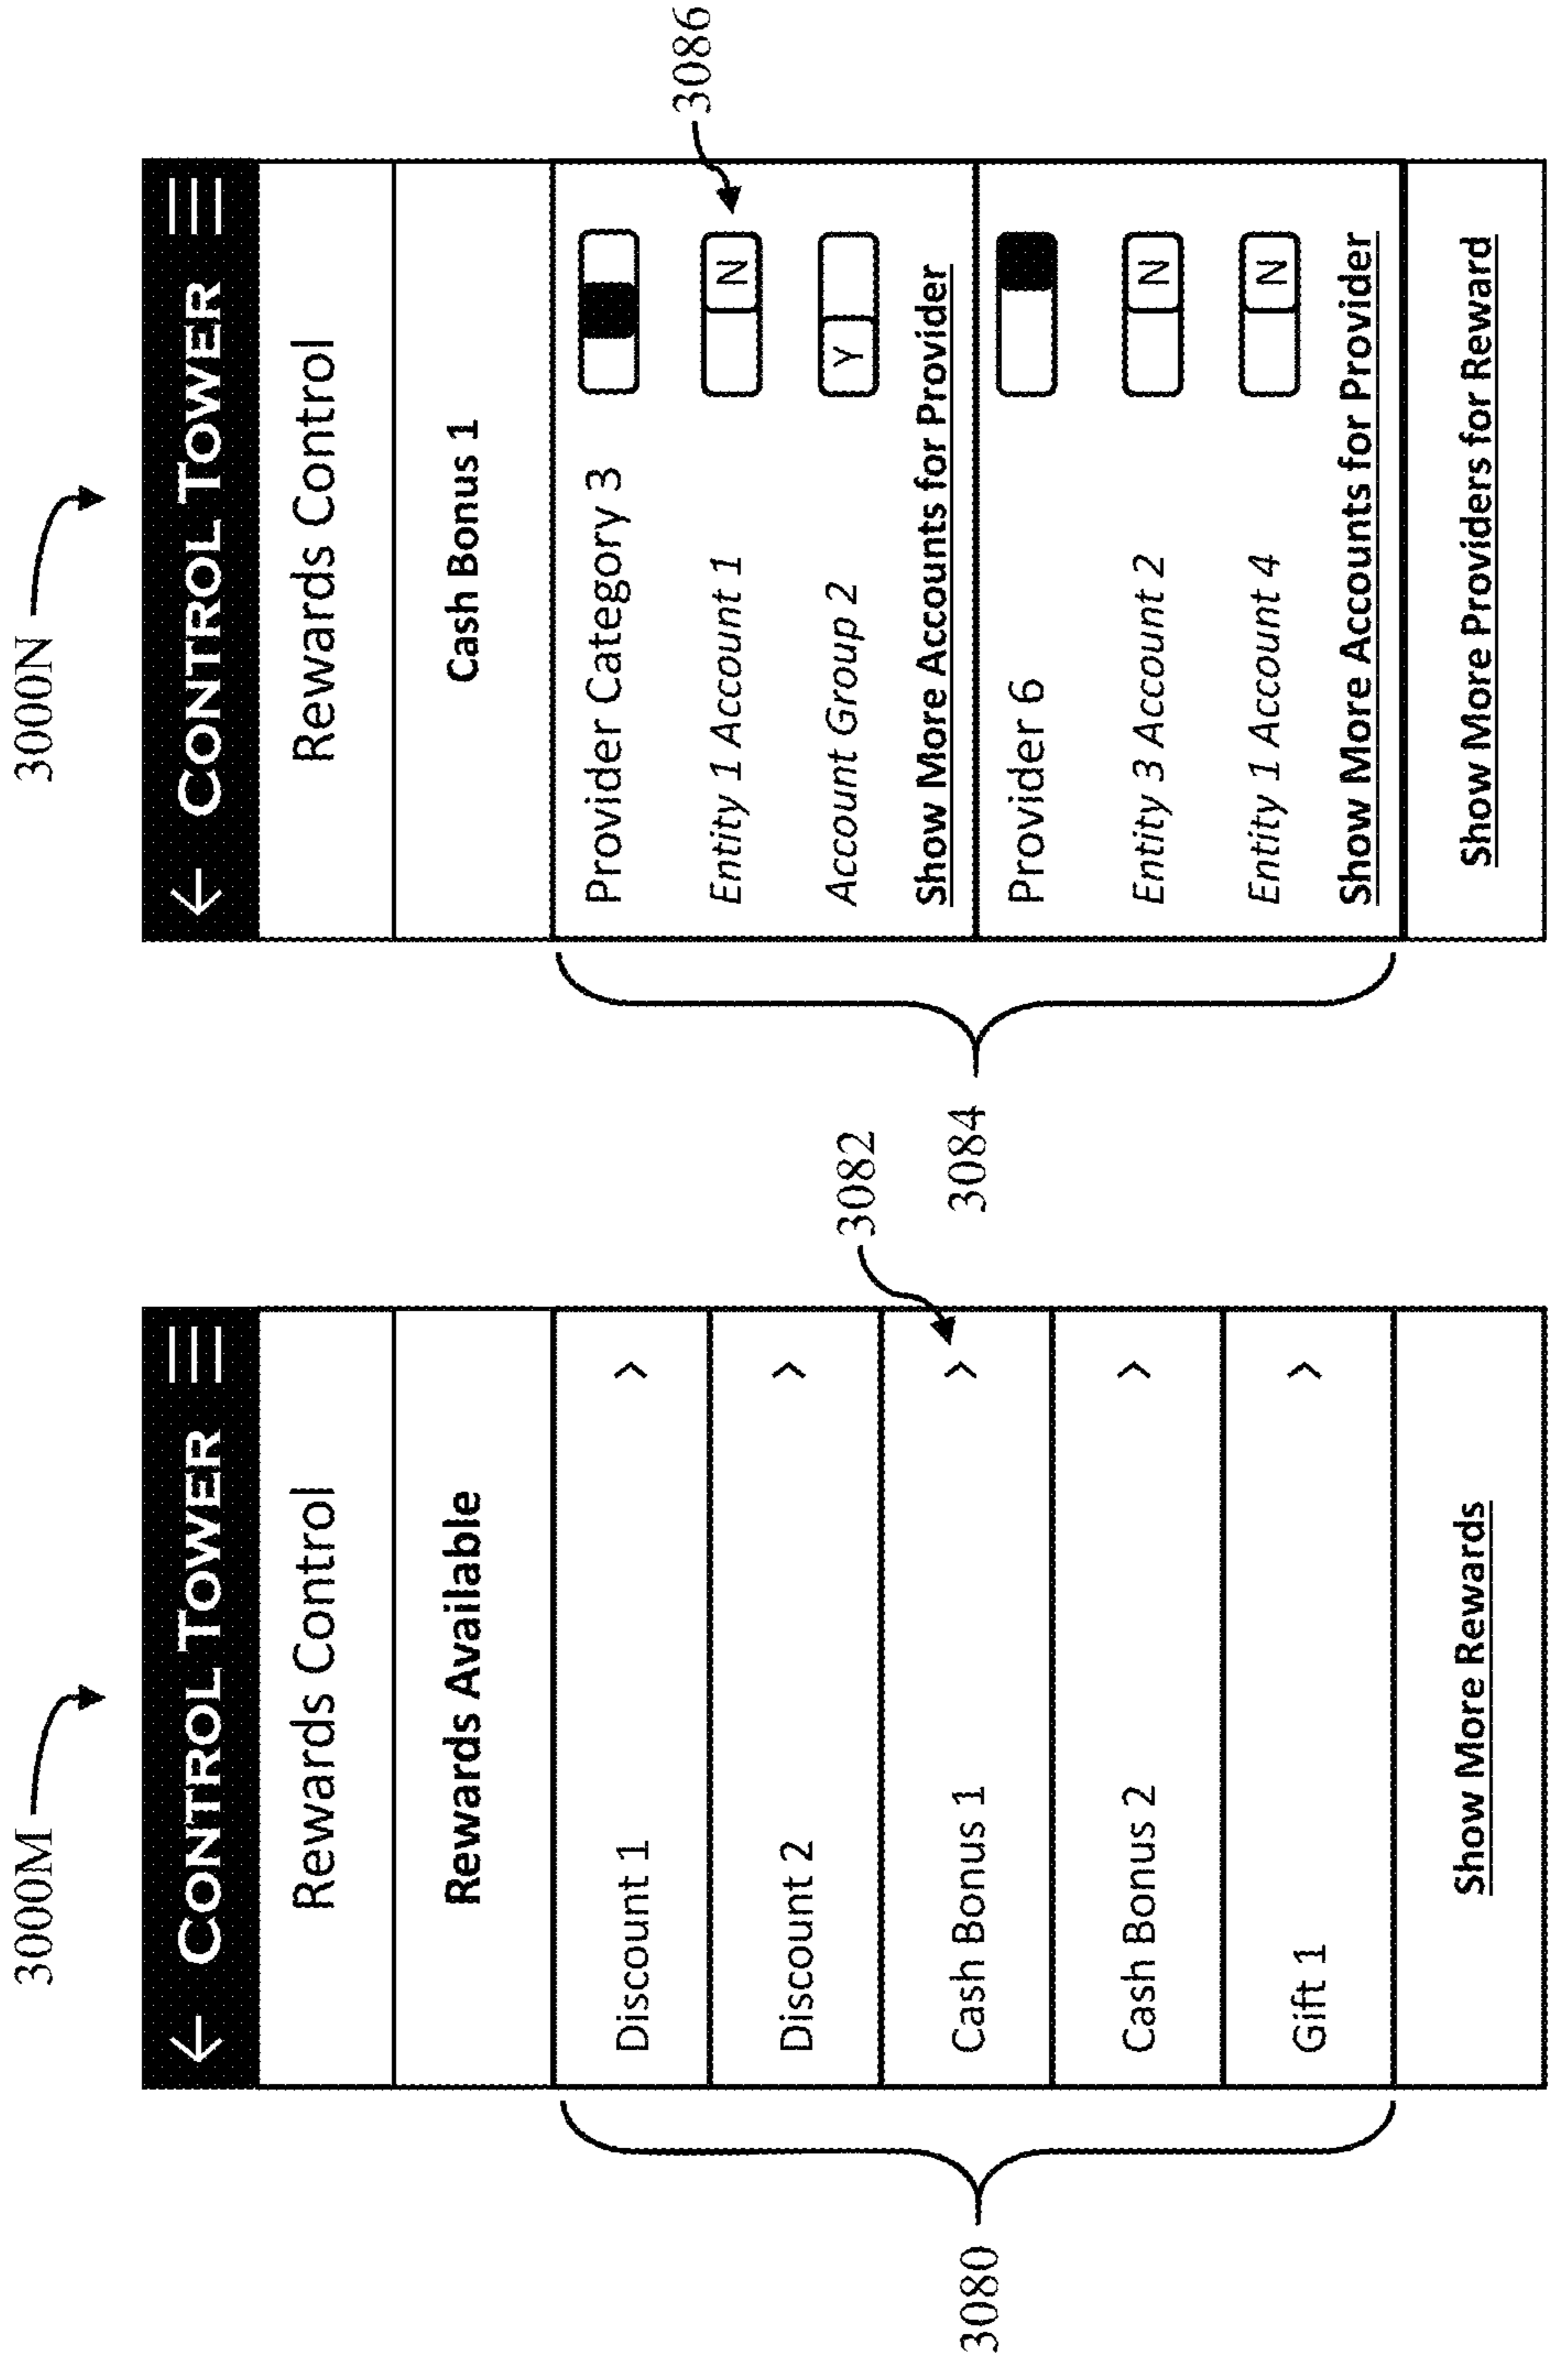 3000M
← CONTROL TOWER
Rewards Control
Rewards Available
Discount 1 >
Discount 2 >
Cash Bonus 1 >
Cash Bonus 2 >
Gift 1 >
Show More Rewards
3080
3082
3000N
← CONTROL TOWER
Rewards Control
Cash Bonus 1
Provider Category 3
Entity 1 Account 1 N
Account Group 2 Y
Show More Accounts for Provider
Provider 6
Entity 3 Account 2 N
Entity 1 Account 4 N
Show More Accounts for Provider
Show More Providers for Reward
3084
3086